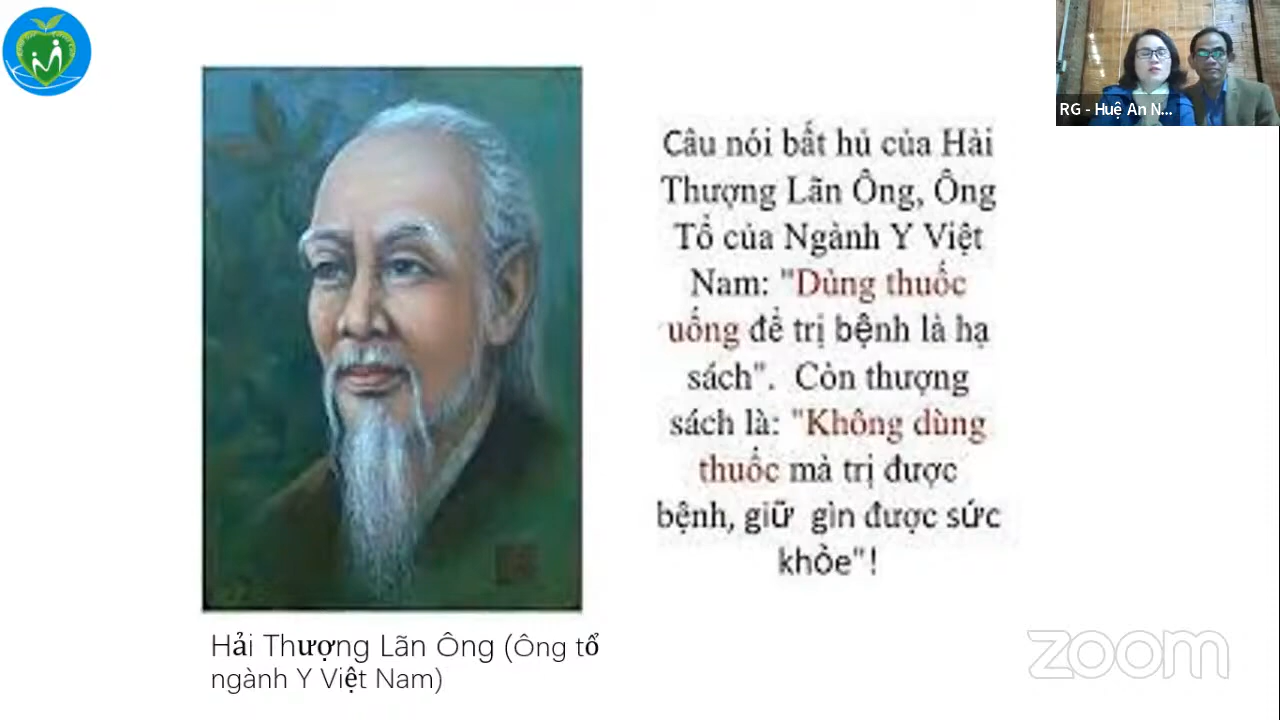 RG - Huệ An N...
Câu nói bất hủ của Hải
Thượng Lãn Ông, Ông
Tổ của Ngành Y Việt
Nam: "Dùng thuốc
uống để trị bệnh là hạ
sách". Còn thượng
sách là: "Không dùng
thuốc mà trị được
bệnh, giữ gìn được sức
khỏe"!
Hải Thượng Lãn Ông (Ông tổ
ngành Y Việt Nam)
zoom